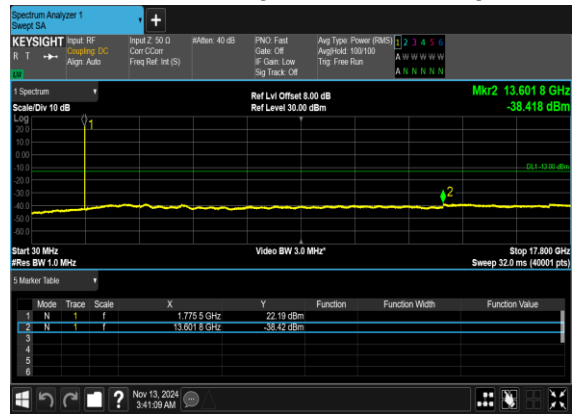 Spectrum Analyzer 1
Swept SA
+
KEYSIGHT Input: RF Input Z: 50 Ω #Atten: 40 dB PNO: Fast Avg Type: Power (RMS) 1 2 3 4 5 6
R T Coupling: DC Corr CCorr Gate: Off Avg|Hold: 100/100 A W W W W W
Align: Auto Freq Ref: Int (S) IF Gain: Low Trig: Free Run
LW Sig Track: Off A N N N N N
1 Spectrum Ref Lvl Offset 8.00 dB Mkr2 13.601 8 GHz
Scale/Div 10 dB Ref Level 30.00 dBm -38.418 dBm
Log
1
20.0
10.0
0.00
-10.0
DL1 -13.00 dBm
-20.0
-30.0
2
-40.0
-50.0
-60.0
Start 30 MHz Video BW 3.0 MHz* Stop 17.800 GHz
#Res BW 1.0 MHz Sweep 32.0 ms (40001 pts)
5 Marker Table
Mode Trace Scale X Y Function Function Width Function Value
1 N 1 f 1.775 5 GHz 22.19 dBm
2 N 1 f 13.601 8 GHz -38.42 dBm
3
4
5
6
? Nov 13, 2024
3:41:09 AM